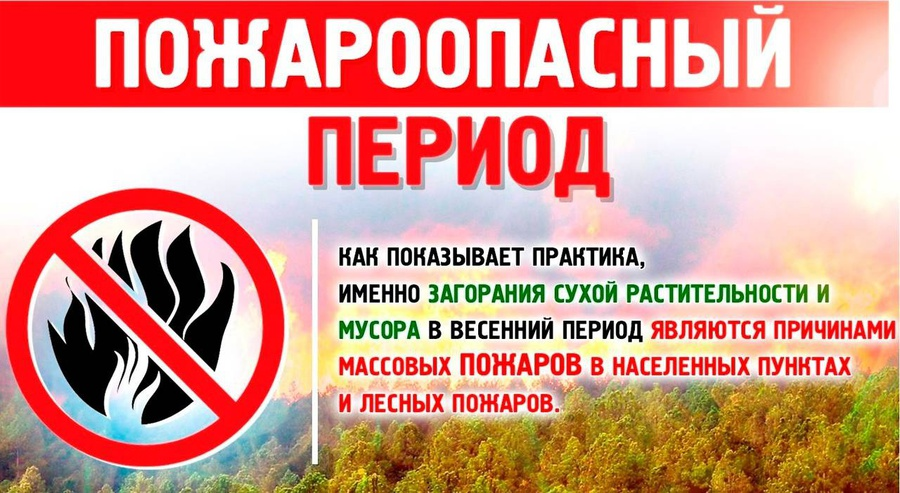 ПОЖАРООПАСНЫЙ
ПЕРИОД
КАК ПОКАЗЫВАЕТ ПРАКТИКА,
ИМЕННО ЗАГОРАНИЯ СУХОЙ РАСТИТЕЛЬНОСТИ И
МУСОРА В ВЕСЕННИЙ ПЕРИОД ЯВЛЯЮТСЯ ПРИЧИНАМИ
МАССОВЫХ ПОЖАРОВ В НАСЕЛЕННЫХ ПУНКТАХ
И ЛЕСНЫХ ПОЖАРОВ.